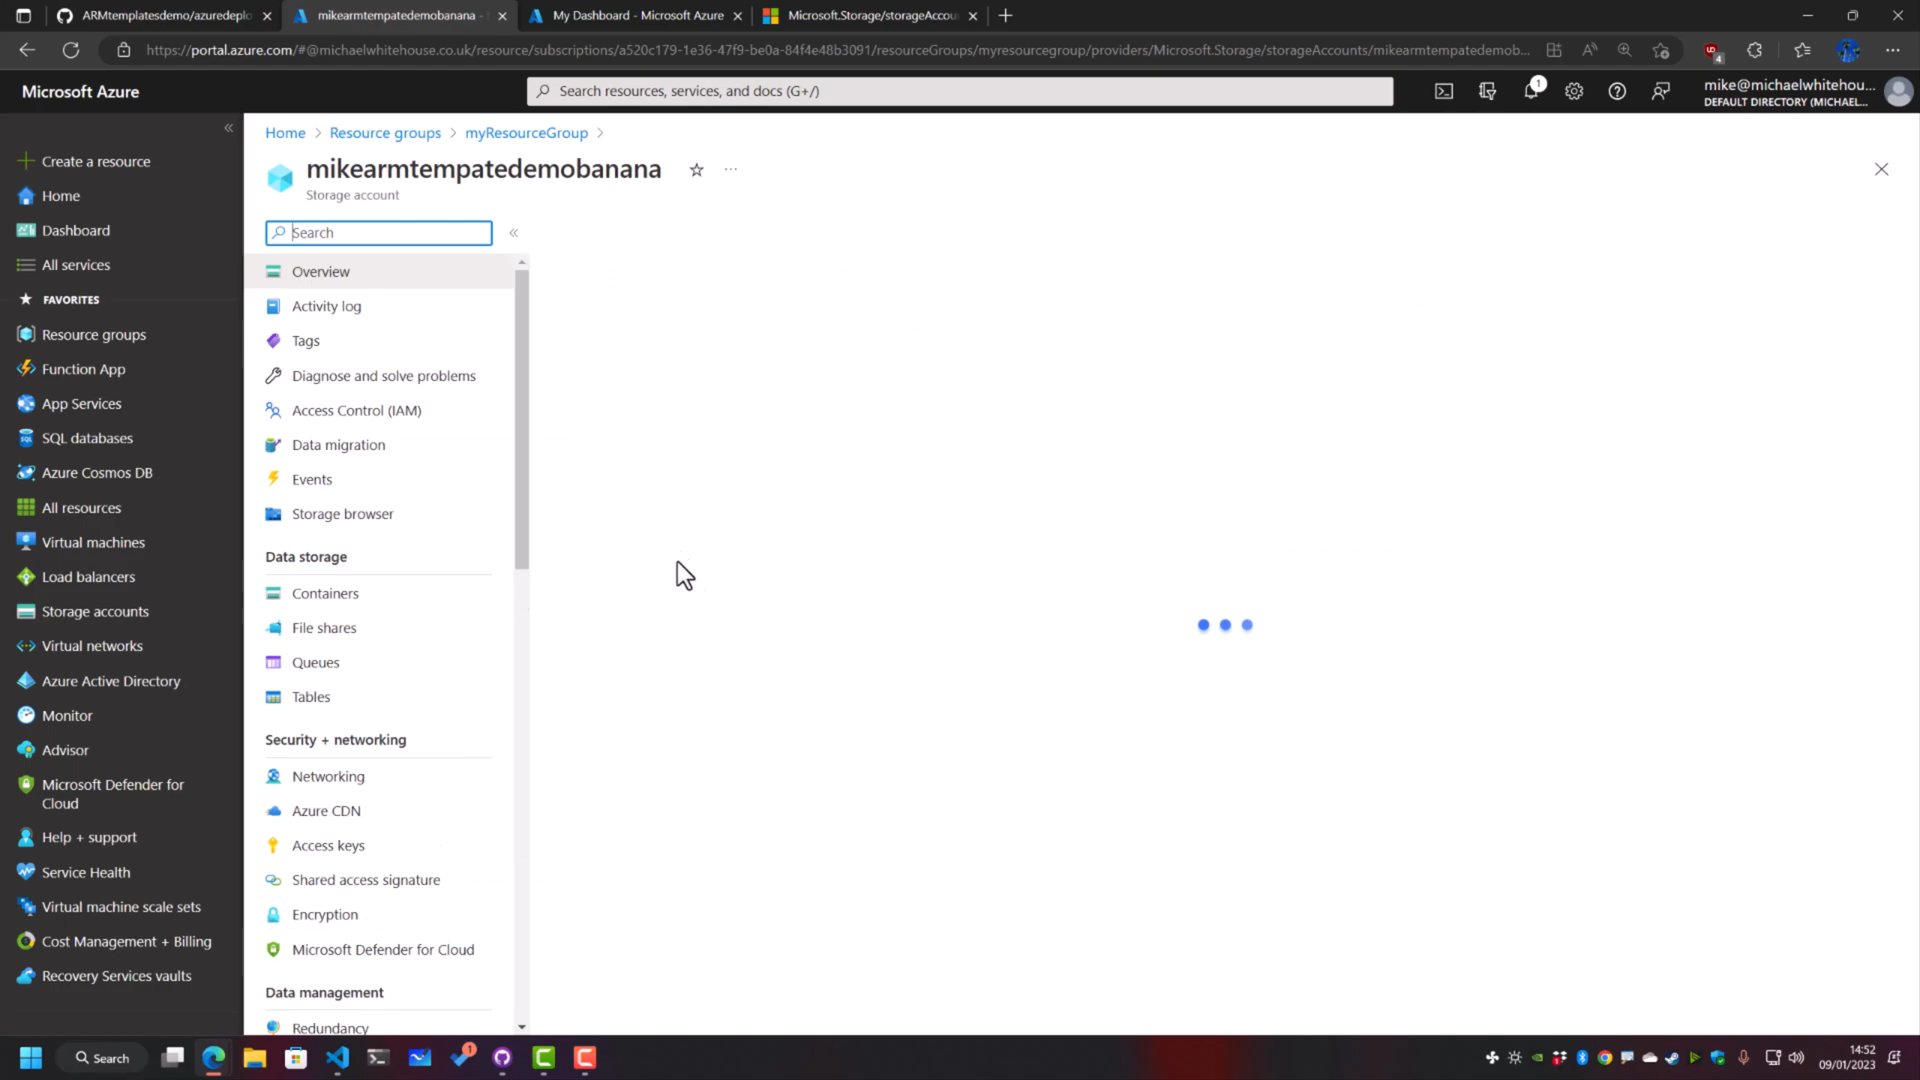 ARMtemplatesdemo/azuredeplo
mikearmtempatedemobanana -
My Dashboard - Microsoft Azure
Microsoft.Storage/storageAccou
https://portal.azure.com/#@michaelwhitehouse.co.uk/resource/subscriptions/a520c179-1e36-47f9-be0a-84f4e48b3091/resourceGroups/myresourcegroup/providers/Microsoft.Storage/storageAccounts/mikearmtempatedemob...
4
Microsoft Azure
Search resources, services, and docs (G+/)
1
mike@michaelwhitehou...
DEFAULT DIRECTORY (MICHAEL...
Create a resource
Home
Dashboard
All services
FAVORITES
Resource groups
Function App
App Services
SQL databases
Azure Cosmos DB
All resources
Virtual machines
Load balancers
Storage accounts
Virtual networks
Azure Active Directory
Monitor
Advisor
Microsoft Defender for
Cloud
Help + support
Service Health
Virtual machine scale sets
Cost Management + Billing
Recovery Services vaults
Home > Resource groups > myResourceGroup >
mikearmtempatedemobanana
Storage account
Search
Overview
Activity log
Tags
Diagnose and solve problems
Access Control (IAM)
Data migration
Events
Storage browser
Data storage
Containers
File shares
Queues
Tables
Security + networking
Networking
Azure CDN
Access keys
Shared access signature
Encryption
Microsoft Defender for Cloud
Data management
Redundancy
Search
1
14:52
09/01/2023